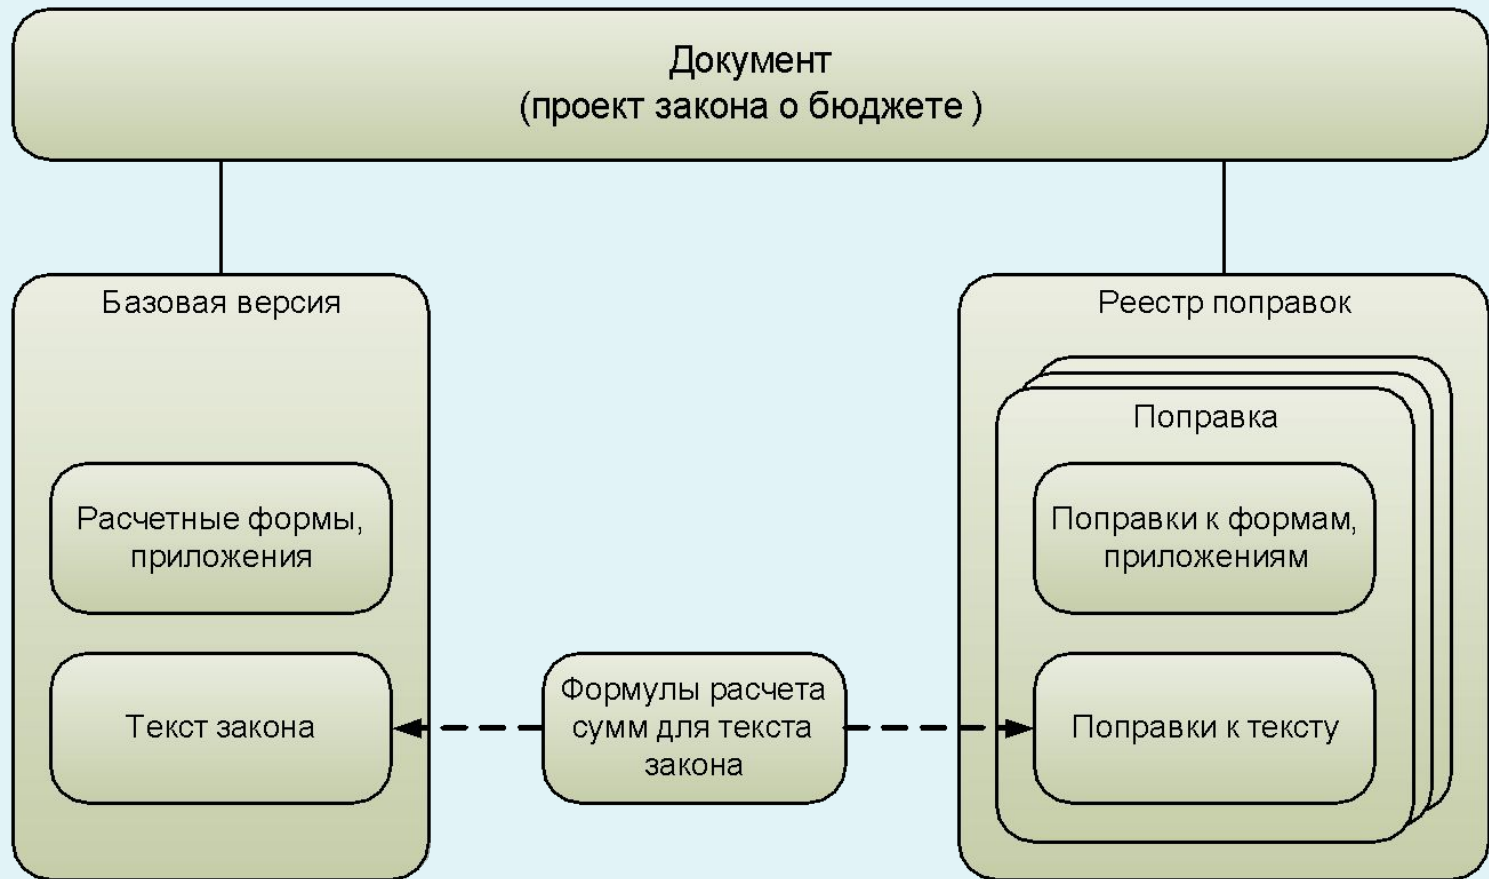 Документ
(проект закона о бюджете )
Базовая версия
Реестр поправок
Поправка
Расчетные формы,
приложения
Поправки к формам,
приложениям
Текст закона
Формулы расчета
сумм для текста
закона
Поправки к тексту